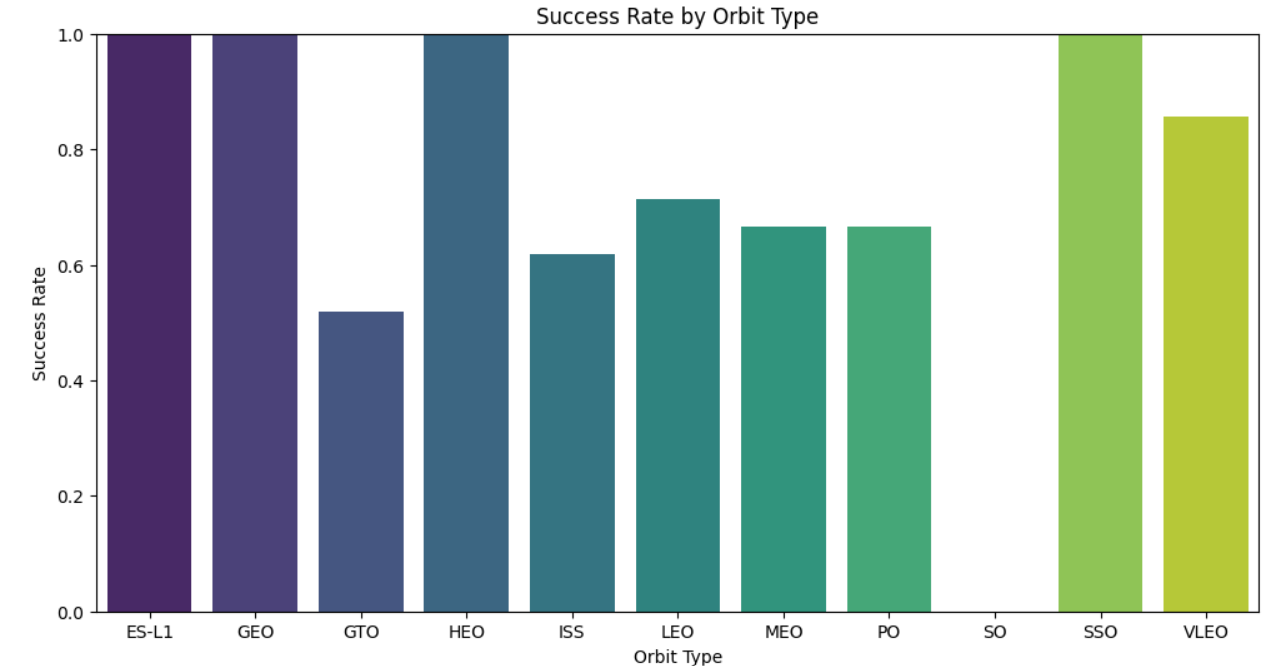 Success Rate by Orbit Type
1.0
0.8
0.6
0.4
0.2
0.0
Success Rate
ES-L1 GEO GTO HEO ISS LEO MEO PO SO SSO VLEO
Orbit Type